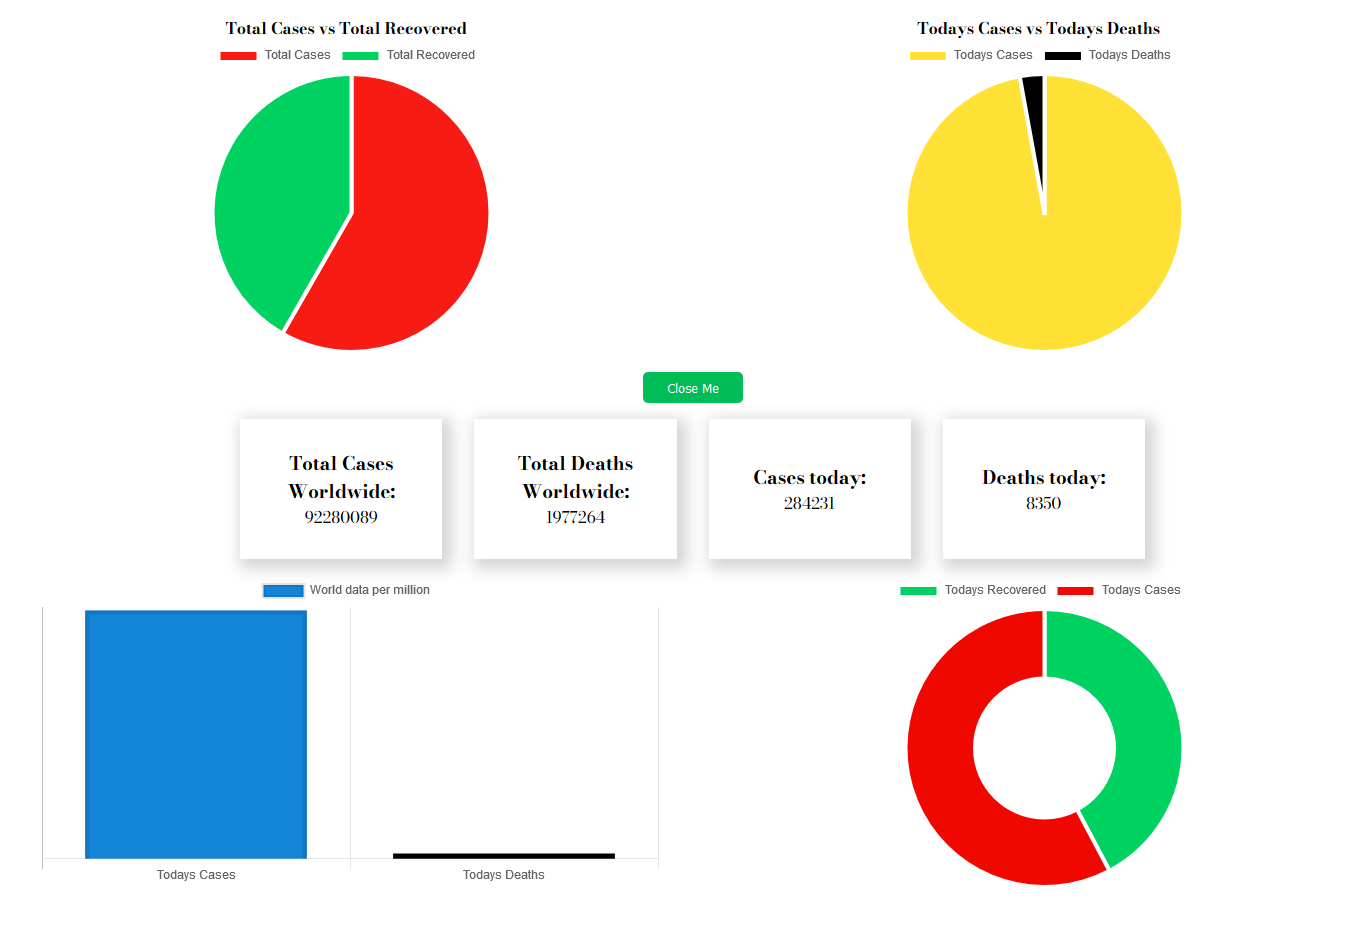 Total Cases vs Total Recovered
Total Cases Total Recovered
Todays Cases vs Todays Deaths
Todays Cases Todays Deaths
Close Me
Total Cases
Worldwide:
92280089
Total Deaths
Worldwide:
1977264
Cases today:
284231
Deaths today:
8350
World data per million
Todays Cases Todays Deaths
Todays Recovered Todays Cases